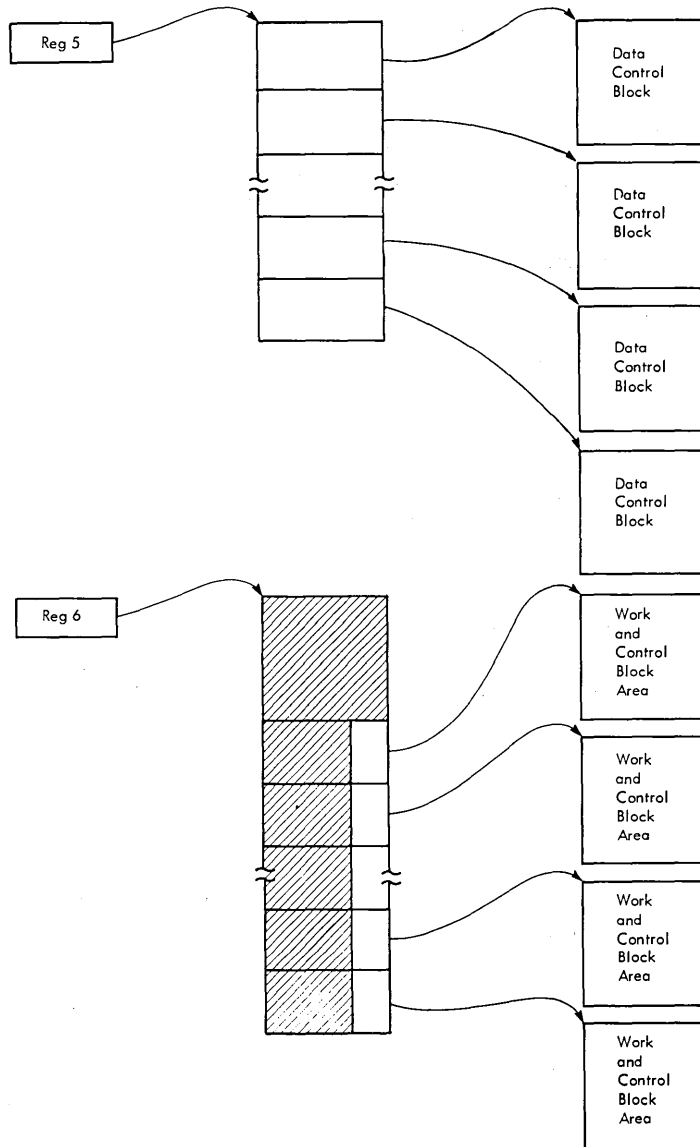 Reg 5
Data
Control
Block
Data
Control
Block
Data
Control
Block
Data
Control
Block
Reg 6
Work
and
Control
Block
Area
Work
and
Control
Block
Area
Work
and
Control
Block
Area
Work
and
Control
Block
Area